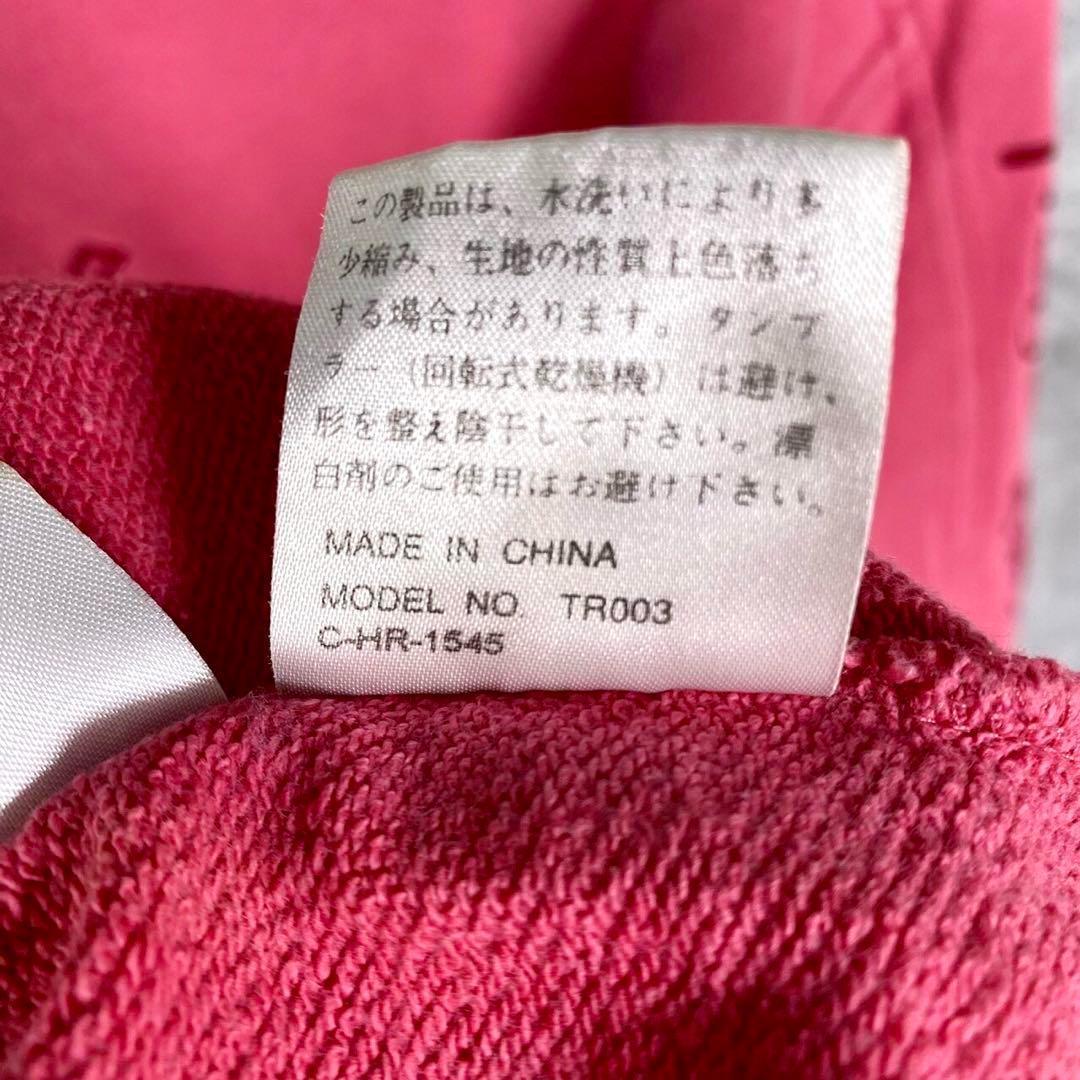 この製品は、水洗いにより多
少縮み、生地の性質上色落ち
する場合があります。タンブ
ラー（回転式乾燥機）は避け、
形を整え陰干しして下さい。漂
白剤のご使用はお避け下さい。
MADE IN CHINA
MODEL NO. TR003
C-HR-1545